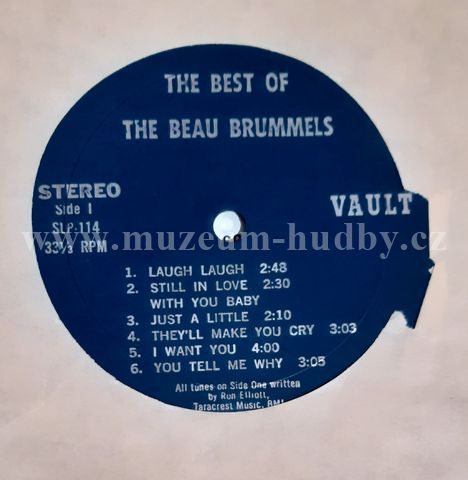 THE BEST OF
THE BEAU BRUMMELS
STEREO
Side 1
SLP-114
33⅓ RPM
VAULT
www.muzeum-hudby.cz
1. LAUGH LAUGH 2:48
2. STILL IN LOVE 2:30
WITH YOU BABY
3. JUST A LITTLE 2:10
4. THEY'LL MAKE YOU CRY 3:03
5. I WANT YOU 4:00
6. YOU TELL ME WHY 3:05
All tunes on Side One written
by Ron Elliott,
Taracrest Music, BMI